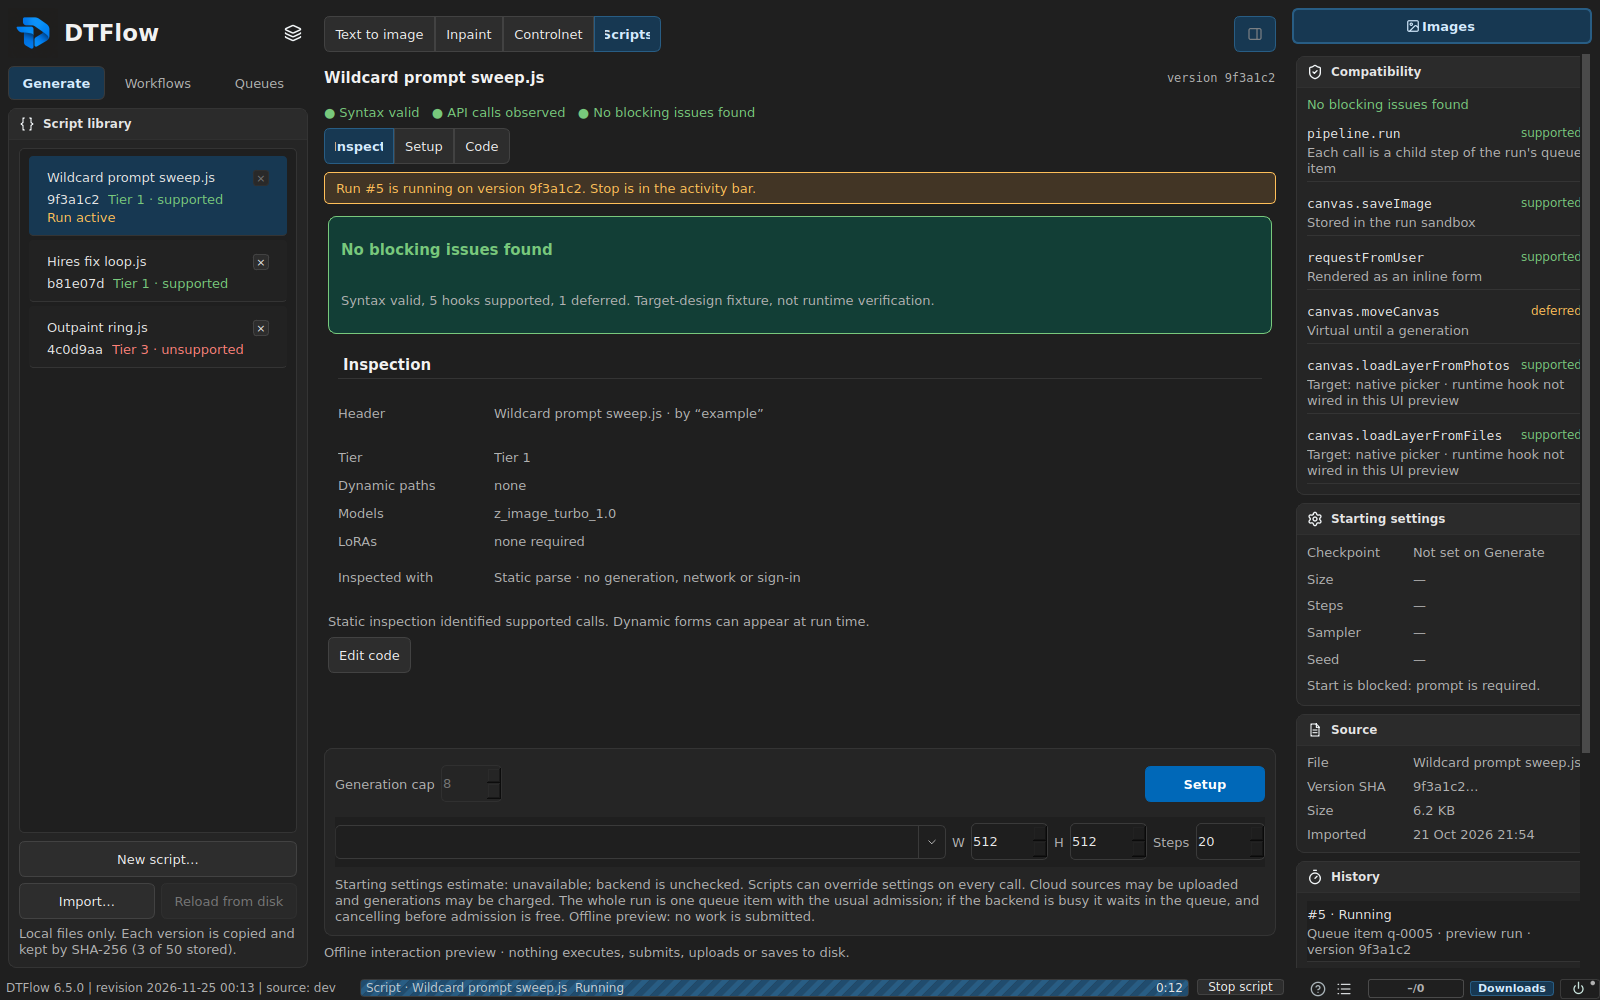 DTFlow
Generate
Workflows
Queues
Script library
Wildcard prompt sweep.js
9f3a1c2 Tier 1 · supported
Run active
Hires fix loop.js
b81e07d Tier 1 · supported
Outpaint ring.js
4c0d9aa Tier 3 · unsupported
New script…
Import…
Reload from disk
Local files only. Each version is copied and
kept by SHA-256 (3 of 50 stored).
Text to image
Inpaint
Controlnet
Scripts
Wildcard prompt sweep.js
version 9f3a1c2
● Syntax valid ● API calls observed ● No blocking issues found
Inspect
Setup
Code
Run #5 is running on version 9f3a1c2. Stop is in the activity bar.
No blocking issues found
Syntax valid, 5 hooks supported, 1 deferred. Target-design fixture, not runtime verification.
Inspection
Header Wildcard prompt sweep.js · by “example”
Tier Tier 1
Dynamic paths none
Models z_image_turbo_1.0
LoRAs none required
Inspected with Static parse · no generation, network or sign-in
Static inspection identified supported calls. Dynamic forms can appear at run time.
Edit code
Generation cap 8
Setup
W 512 H 512 Steps 20
Starting settings estimate: unavailable; backend is unchecked. Scripts can override settings on every call. Cloud sources may be uploaded
and generations may be charged. The whole run is one queue item with the usual admission; if the backend is busy it waits in the queue, and
cancelling before admission is free. Offline preview: no work is submitted.
Offline interaction preview · nothing executes, submits, uploads or saves to disk.
Images
Compatibility
No blocking issues found
pipeline.run supported
Each call is a child step of the run's queue
item
canvas.saveImage supported
Stored in the run sandbox
requestFromUser supported
Rendered as an inline form
canvas.moveCanvas deferred
Virtual until a generation
canvas.loadLayerFromPhotos supported
Target: native picker · runtime hook not
wired in this UI preview
canvas.loadLayerFromFiles supported
Target: native picker · runtime hook not
wired in this UI preview
Starting settings
Checkpoint Not set on Generate
Size —
Steps —
Sampler —
Seed —
Start is blocked: prompt is required.
Source
File Wildcard prompt sweep.js
Version SHA 9f3a1c2…
Size 6.2 KB
Imported 21 Oct 2026 21:54
History
#5 · Running
Queue item q-0005 · preview run ·
version 9f3a1c2
DTFlow 6.5.0 | revision 2026-11-25 00:13 | source: dev
Script · Wildcard prompt sweep.js Running 0:12
Stop script
-/0
Downloads